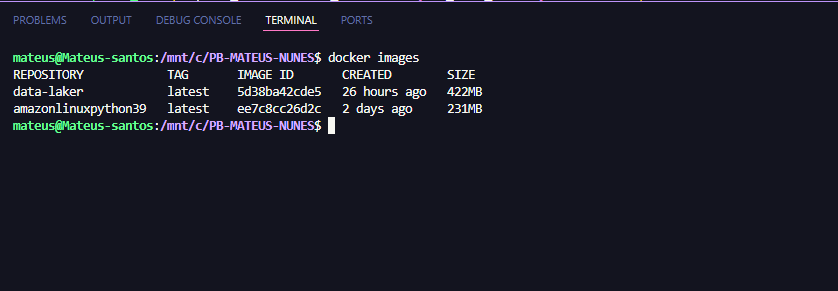 PROBLEMS OUTPUT DEBUG CONSOLE TERMINAL PORTS
mateus@Mateus-santos:/mnt/c/PB-MATEUS-NUNES$ docker images
REPOSITORY TAG IMAGE ID CREATED SIZE
data-laker latest 5d38ba42cde5 26 hours ago 422MB
amazonlinuxpython39 latest ee7c8cc26d2c 2 days ago 231MB
mateus@Mateus-santos:/mnt/c/PB-MATEUS-NUNES$